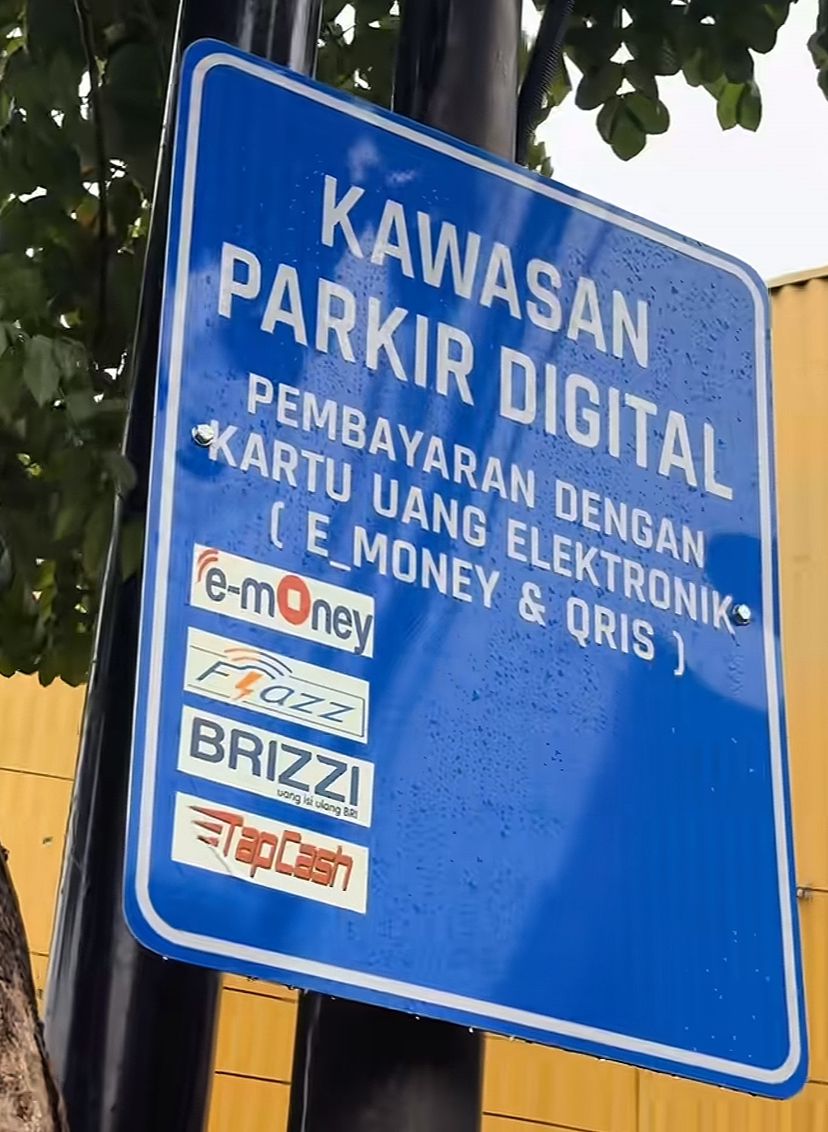 KAWASAN
PARKIR DIGITAL
PEMBAYARAN DENGAN
KARTU UANG ELEKTRONIK
( E_MONEY & QRIS )
e-money
Flazz
BRIZZI
uang isi ulang BRI
TapCash